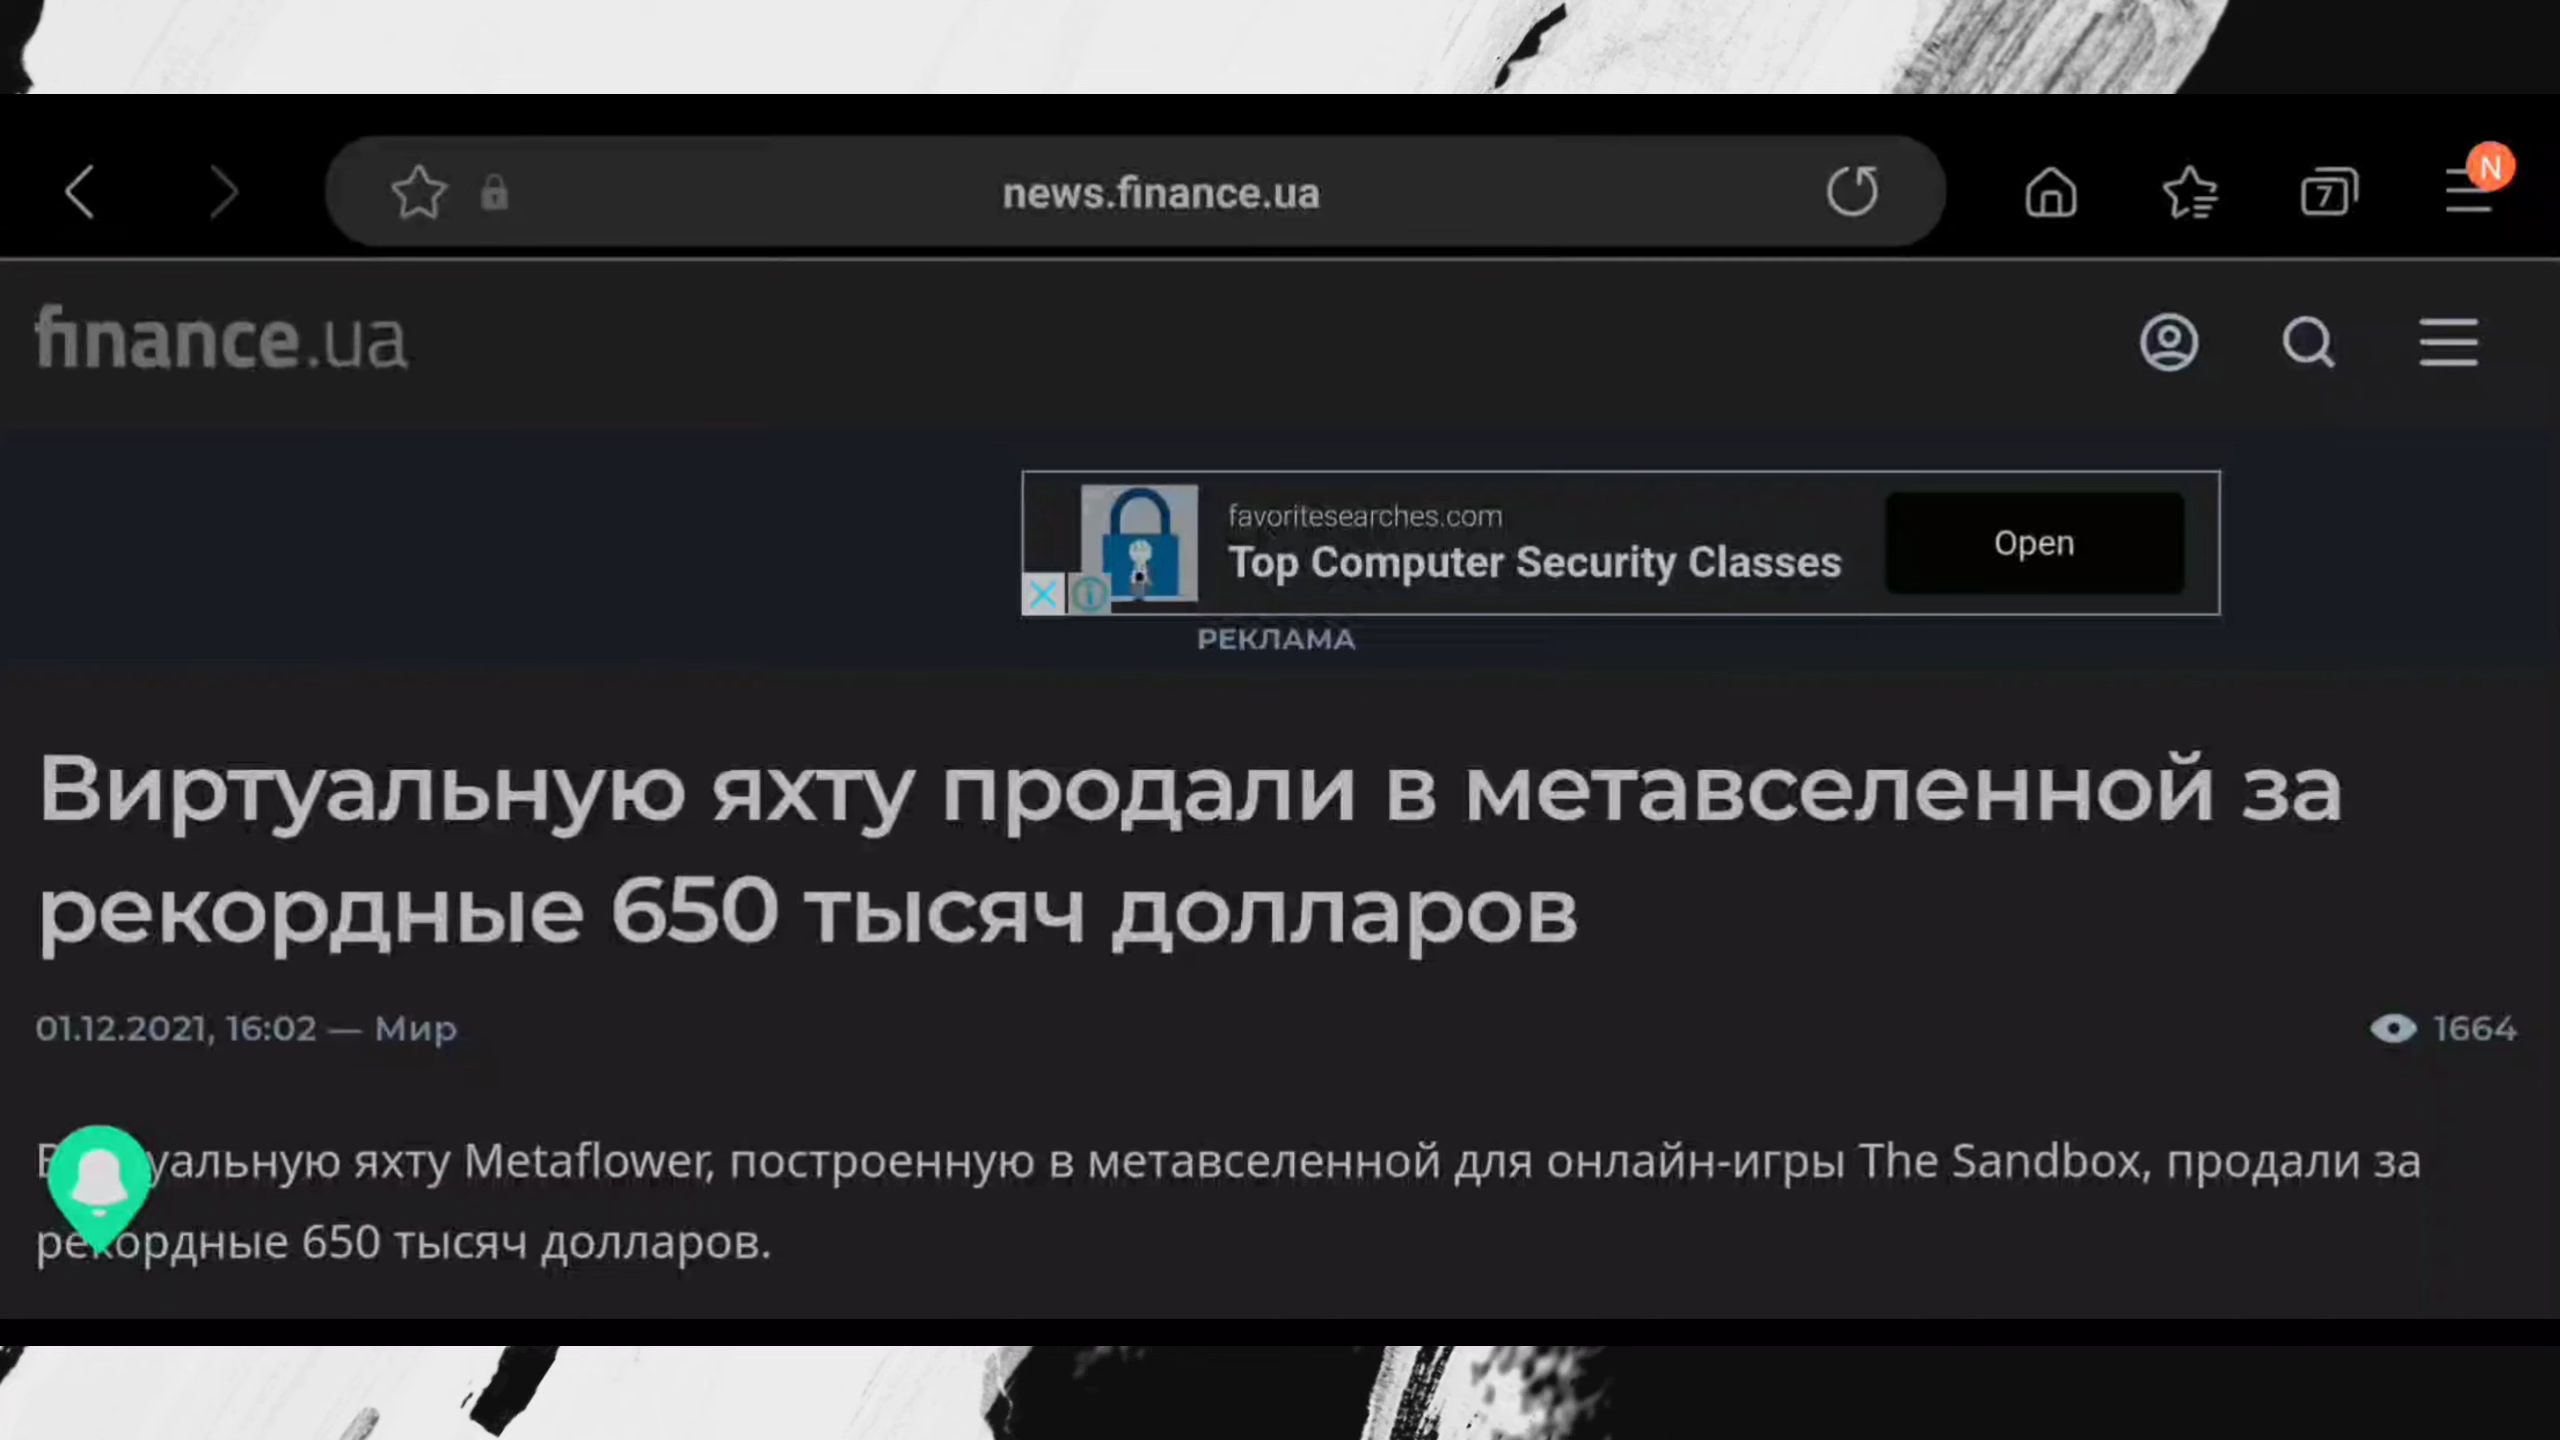 news.finance.ua
7
N
finance.ua
favoritesearches.com
Top Computer Security Classes
Open
РЕКЛАМА
Виртуальную яхту продали в метавселенной за
рекордные 650 тысяч долларов
01.12.2021, 16:02 — Мир
1664
яхту Metaflower, построенную в метавселенной для онлайн-игры The Sandbox, продали за
рекордные 650 тысяч долларов.